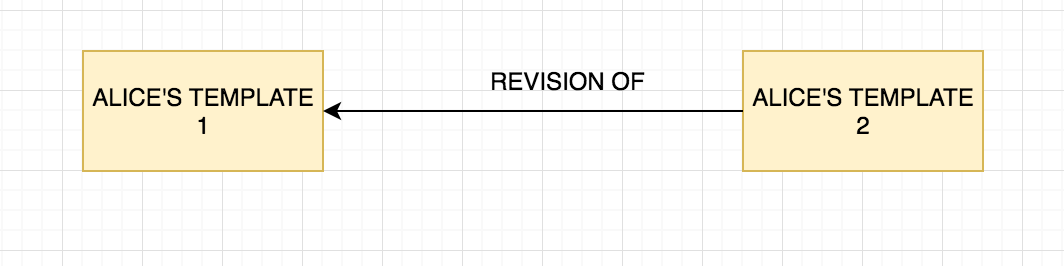 REVISION OF
ALICE'S TEMPLATE
1
ALICE'S TEMPLATE
2